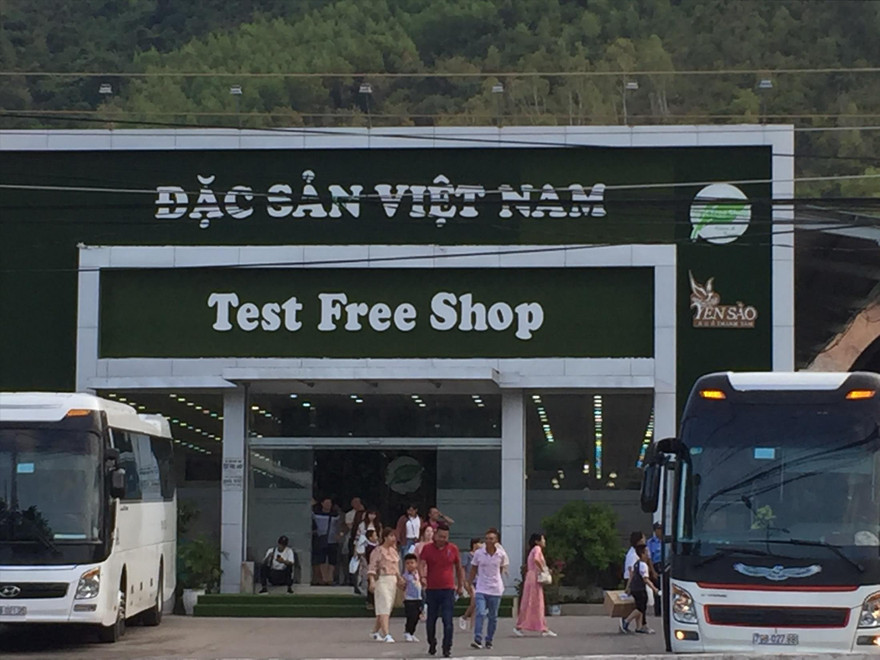 ĐẶC SẢN VIỆT NAM
Test Free Shop
YẾN SÀO